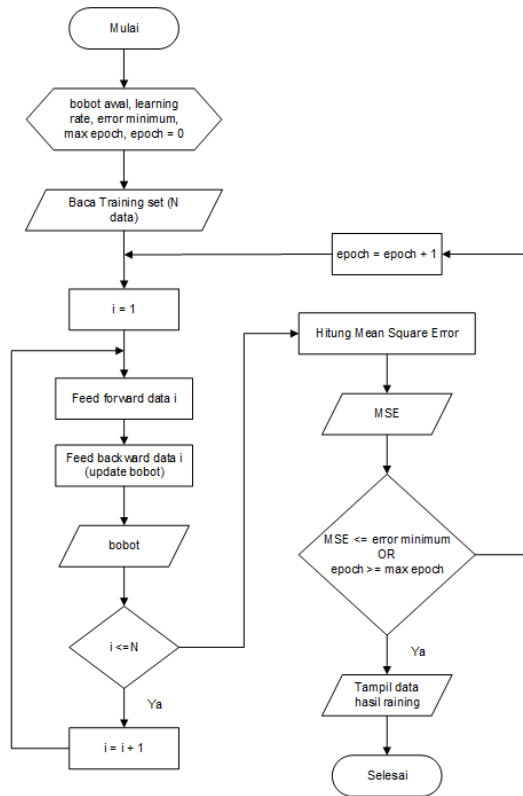 Mulai
bobot awal, learning
rate, error minimum,
max epoch, epoch = 0
Baca Training set (N
data)
epoch = epoch + 1
i = 1
Hitung Mean Square Error
Feed forward data i
MSE
Feed backward data i
(update bobot)
bobot
MSE <= error minimum
OR
epoch >= max epoch
i <=N
Ya
Ya
Tampil data
hasil raining
i = i + 1
Selesai